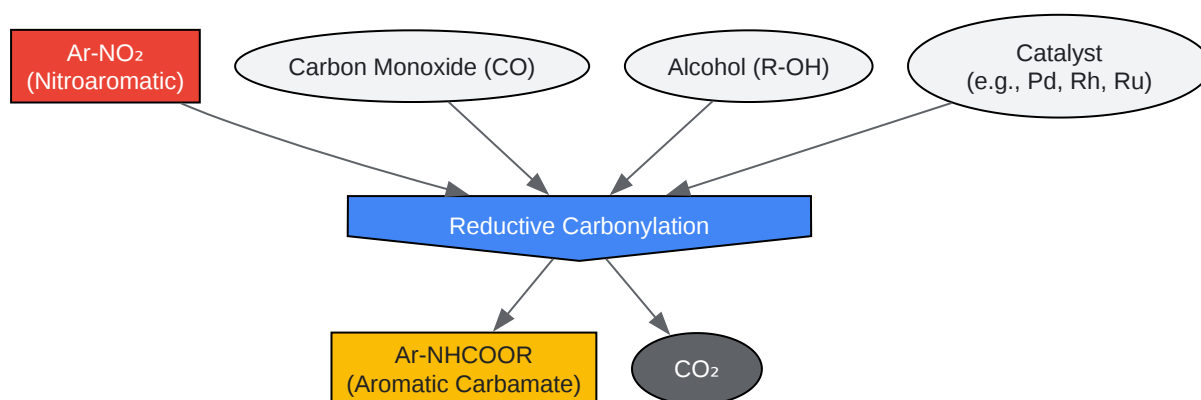 Ar-NO₂
(Nitroaromatic)
Carbon Monoxide (CO)
Alcohol (R-OH)
Catalyst
(e.g., Pd, Rh, Ru)
Reductive Carbonylation
Ar-NHCOOR
(Aromatic Carbamate)
CO₂